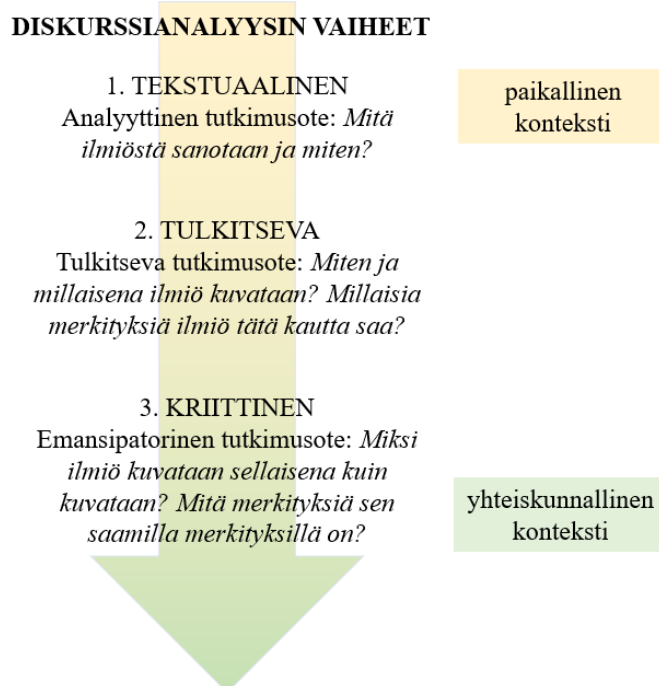 DISKURSSIANALYYSIN VAIHEET
1. TEKSTUAALINEN
Analyyttinen tutkimusote: Mitä
ilmiöstä sanotaan ja miten?
paikallinen
konteksti
2. TULKITSEVA
Tulkitseva tutkimusote: Miten ja
millaisena ilmiö kuvataan? Millaisia
merkityksiä ilmiö tätä kautta saa?
3. KRIITTINEN
Emansipatorinen tutkimusote: Miksi
ilmiö kuvataan sellaisena kuin
kuvataan? Mitä merkityksiä sen
saamilla merkityksillä on?
yhteiskunnallinen
konteksti